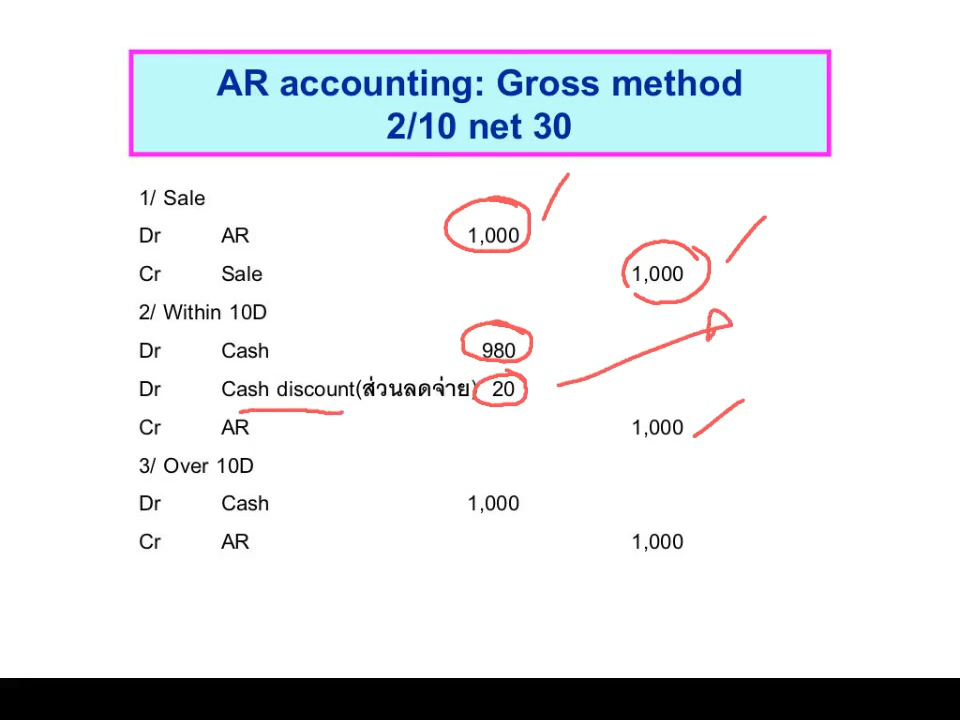 AR accounting: Gross method
2/10 net 30
1/ Sale
Dr AR 1,000
Cr Sale 1,000
2/ Within 10D
Dr Cash 980
Dr Cash discount(ส่วนลดจ่าย) 20
Cr AR 1,000
3/ Over 10D
Dr Cash 1,000
Cr AR 1,000